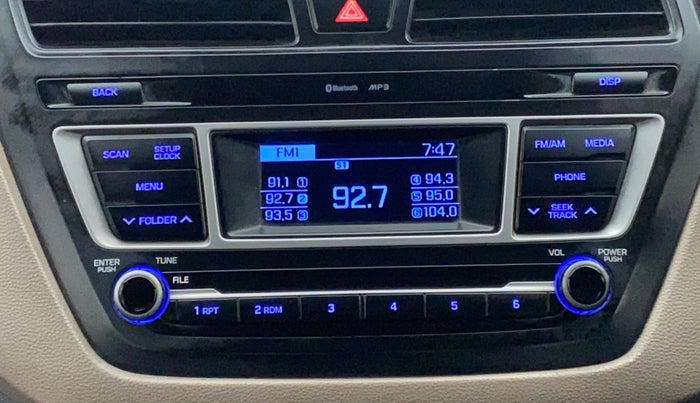 BACK
Bluetooth MP3
DISP
SCAN SETUP CLOCK
MENU
FOLDER
FM1 7:47
ST
91.1 1
92.7 2
93.5 3
92.7
4 94.3
5 95.0
6 104.0
FM/AM MEDIA
PHONE
SEEK TRACK
ENTER PUSH
TUNE
FILE
VOL
POWER PUSH
1 RPT 2 RDM 3 4 5 6